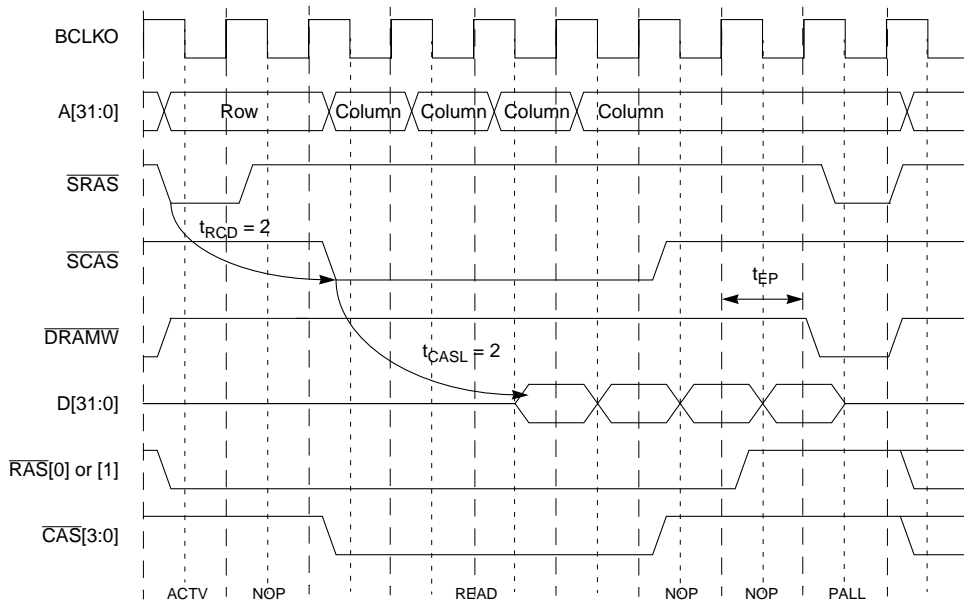 BCLKO
A[31:0]
Row
Column
Column
Column
Column
SRAS
tRCD = 2
SCAS
tEP
DRAMW
tCASL = 2
D[31:0]
RAS[0] or [1]
CAS[3:0]
ACTV
NOP
READ
NOP
NOP
PALL